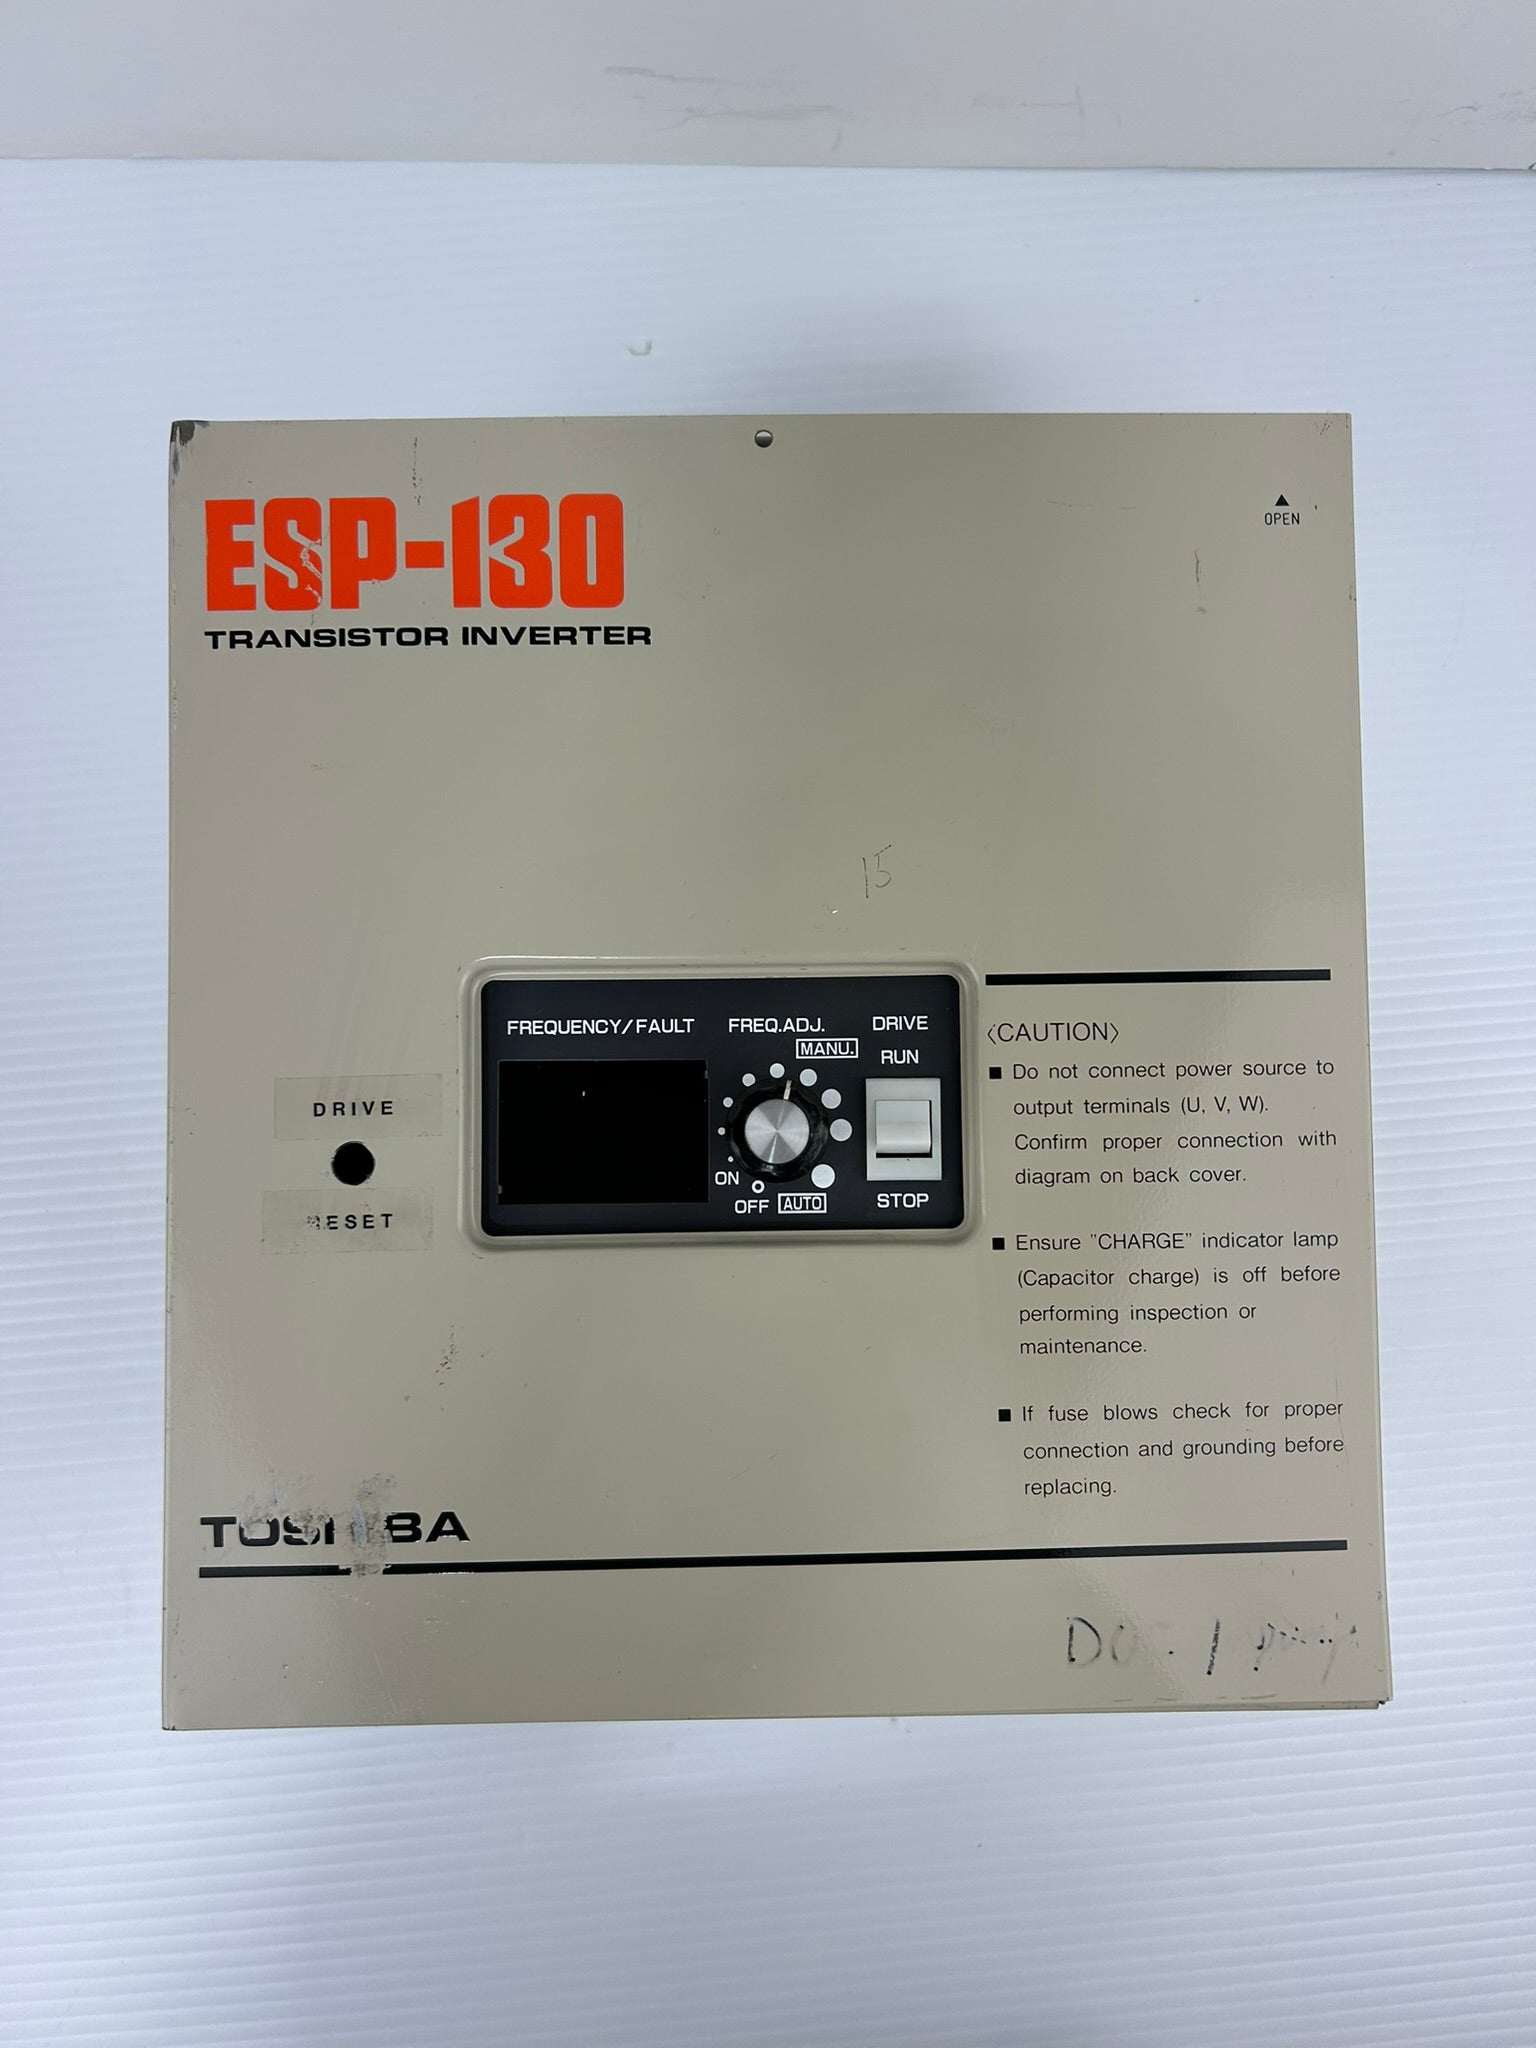 ESP-130
TRANSISTOR INVERTER
▲
OPEN
15
FREQUENCY/FAULT
FREQ.ADJ.
MANU.
ON
OFF
AUTO
DRIVE
RUN
STOP
DRIVE
RESET
〈CAUTION〉
■ Do not connect power source to
output terminals (U, V, W).
Confirm proper connection with
diagram on back cover.
■ Ensure "CHARGE" indicator lamp
(Capacitor charge) is off before
performing inspection or
maintenance.
■ If fuse blows check for proper
connection and grounding before
replacing.
TOSHIBA